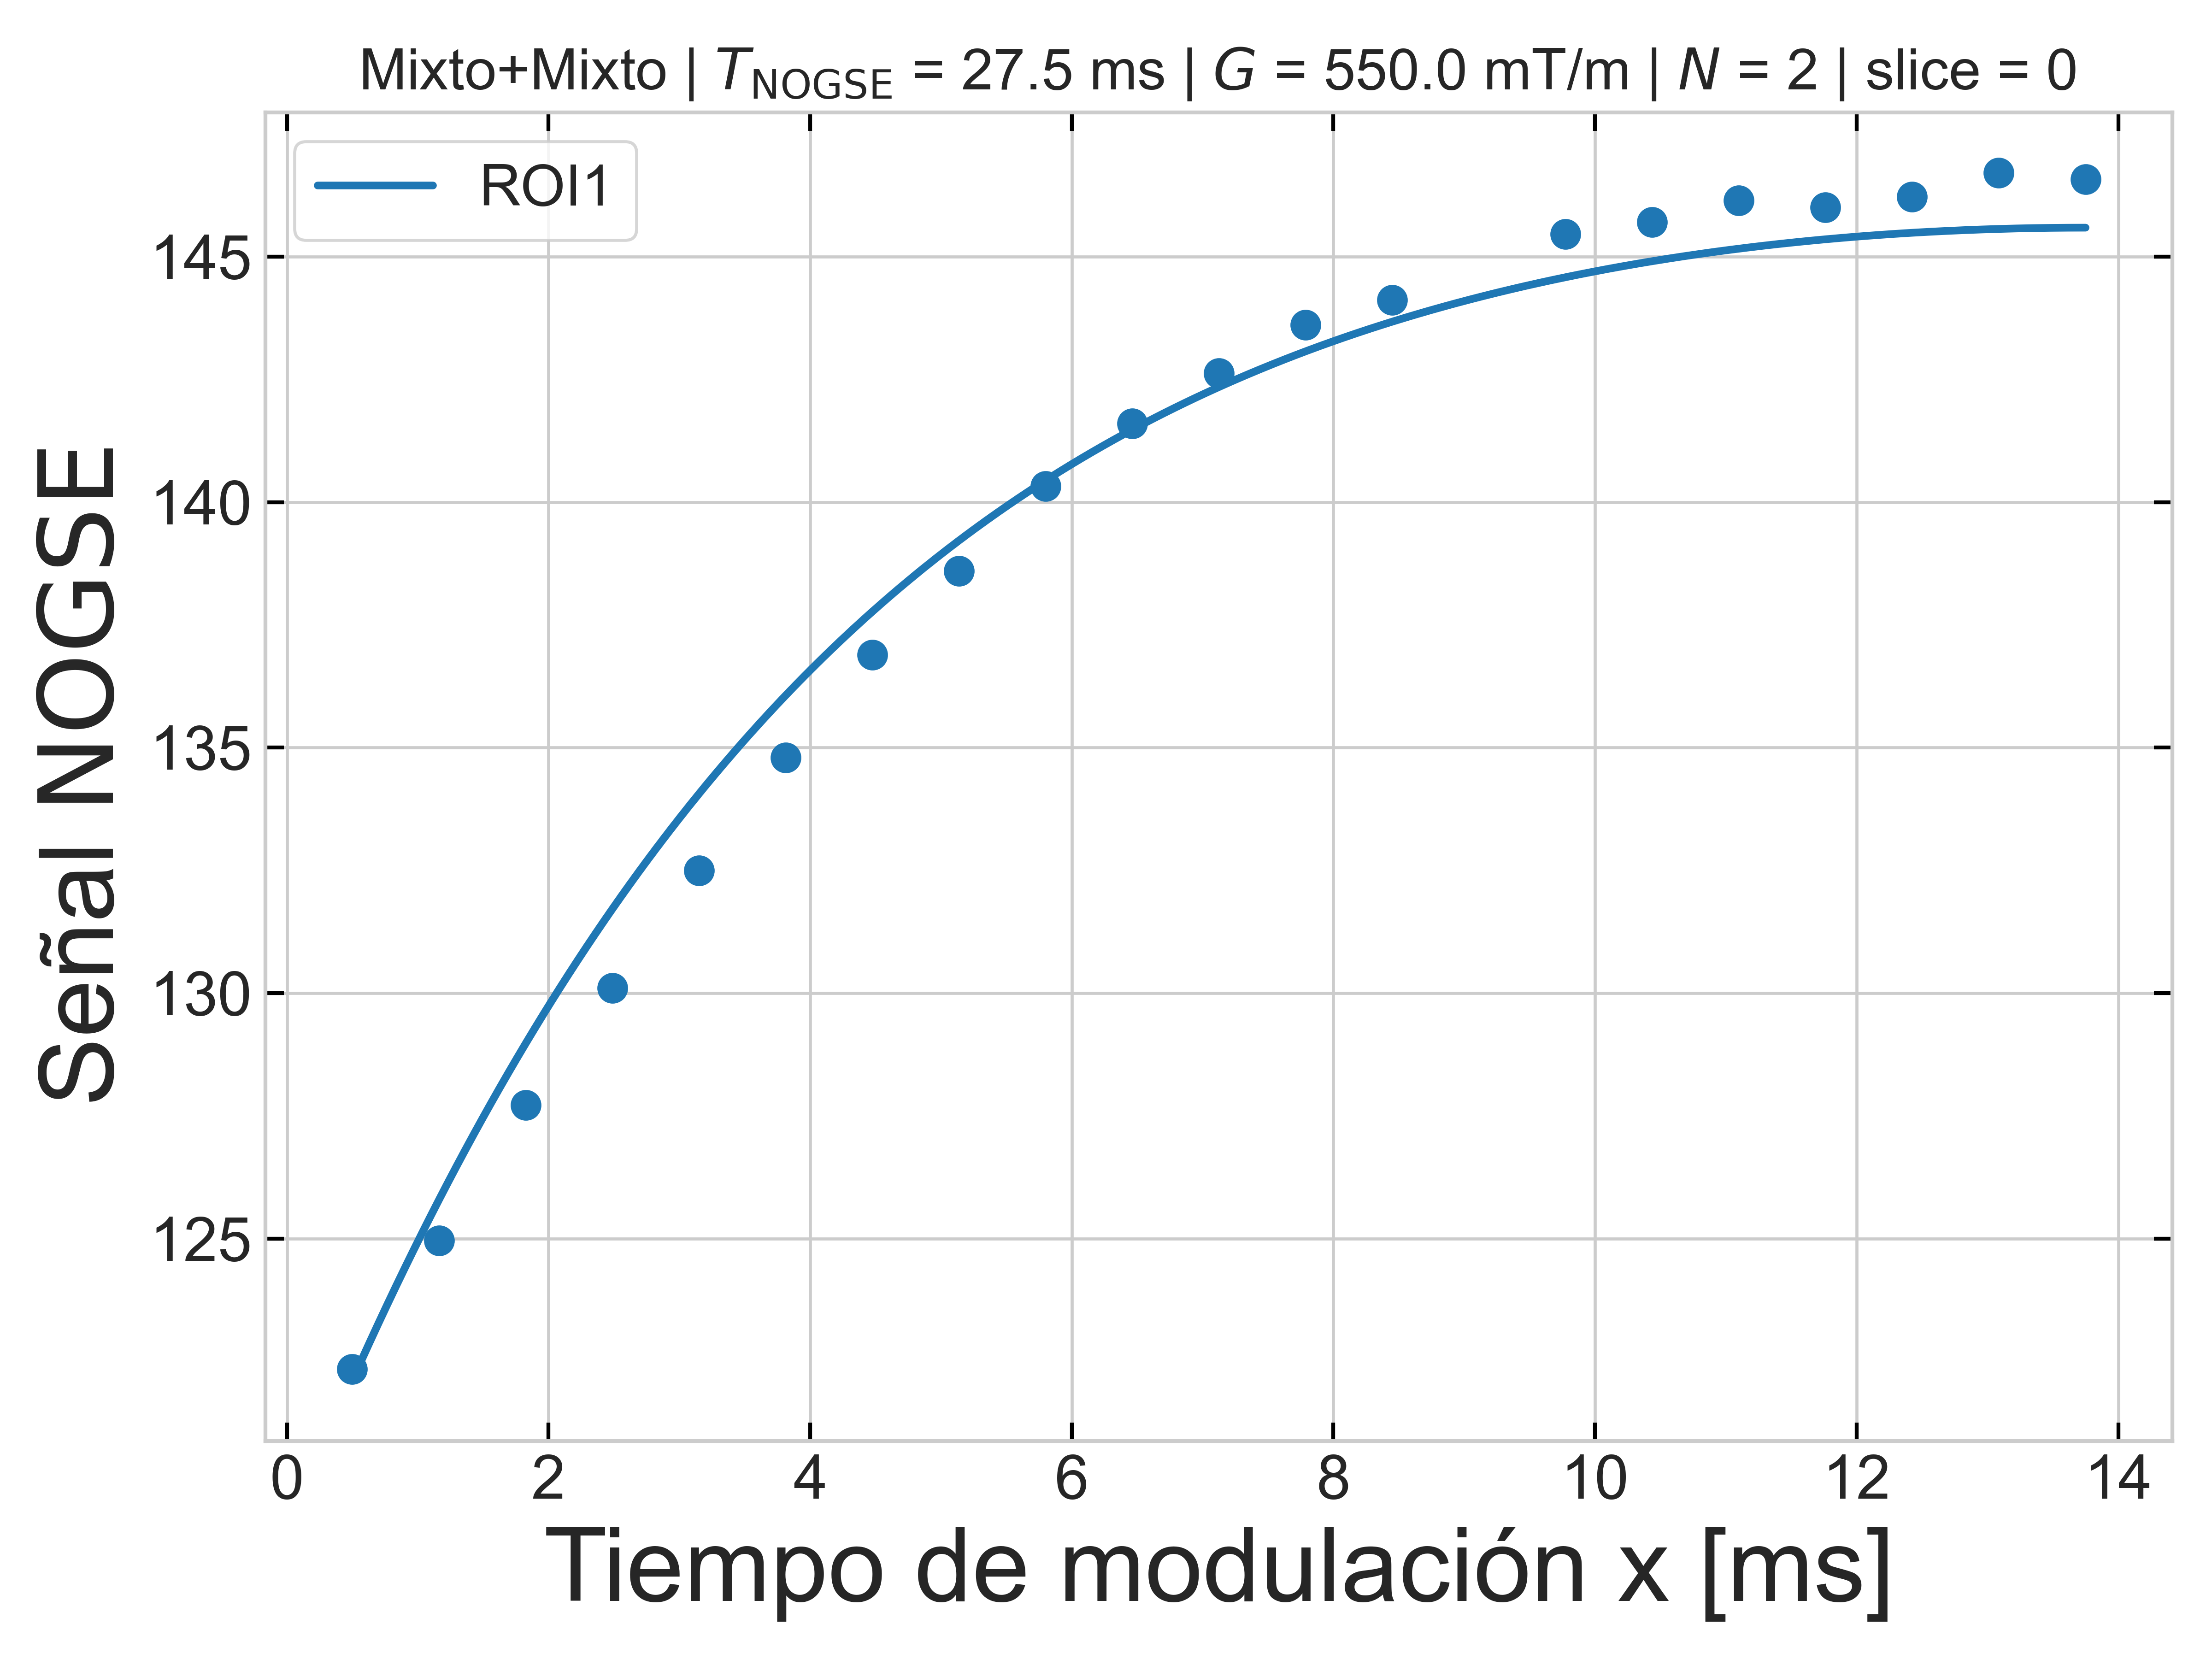 Mixto+Mixto | T_NOGSE = 27.5 ms | G = 550.0 mT/m | N = 2 | slice = 0
ROI1
Señal NOGSE
145
140
135
130
125
0 2 4 6 8 10 12 14
Tiempo de modulación x [ms]